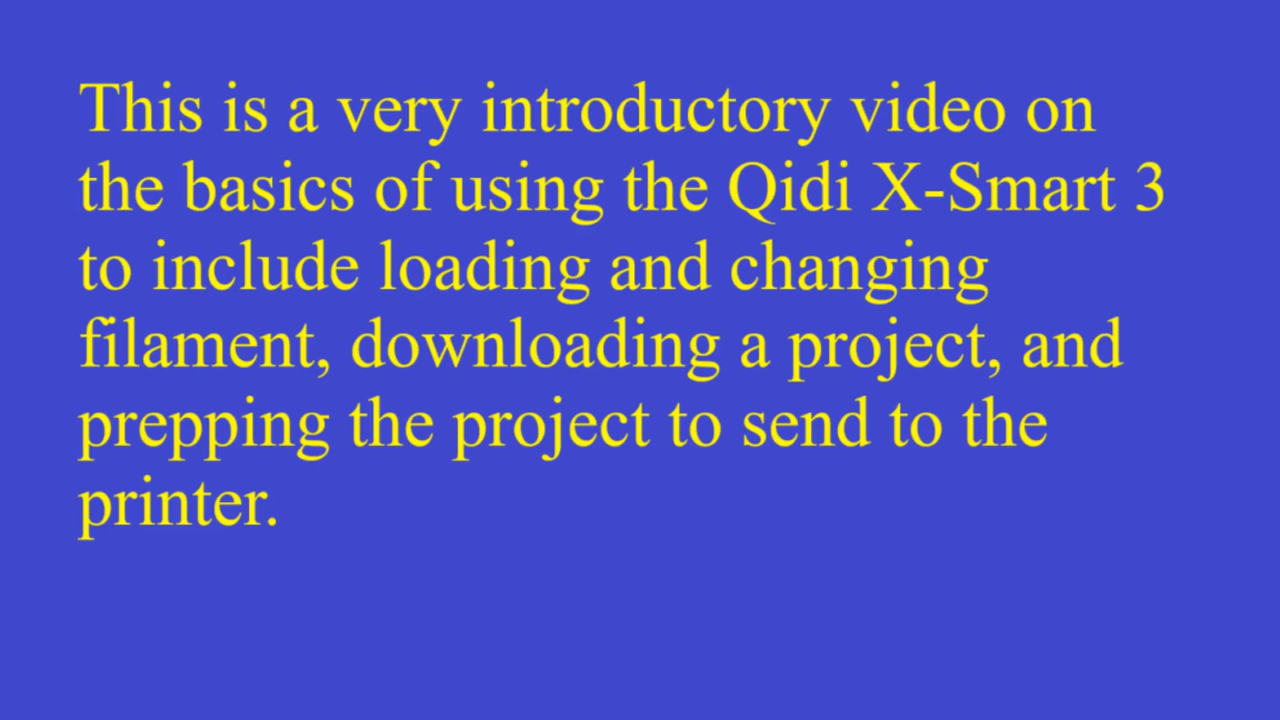 This is a very introductory video on
the basics of using the Qidi X-Smart 3
to include loading and changing
filament, downloading a project, and
prepping the project to send to the
printer.